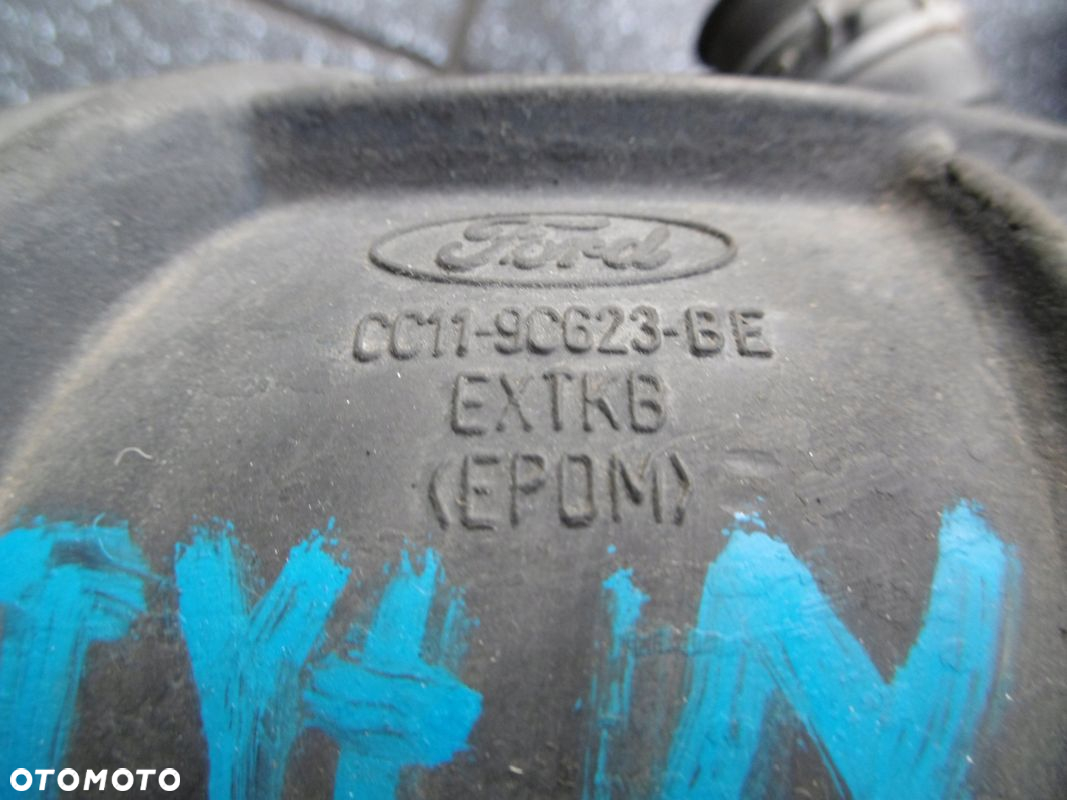 Ford
CC11-9C623-BE
EXTKB
<EPDM>
OTOMOTO